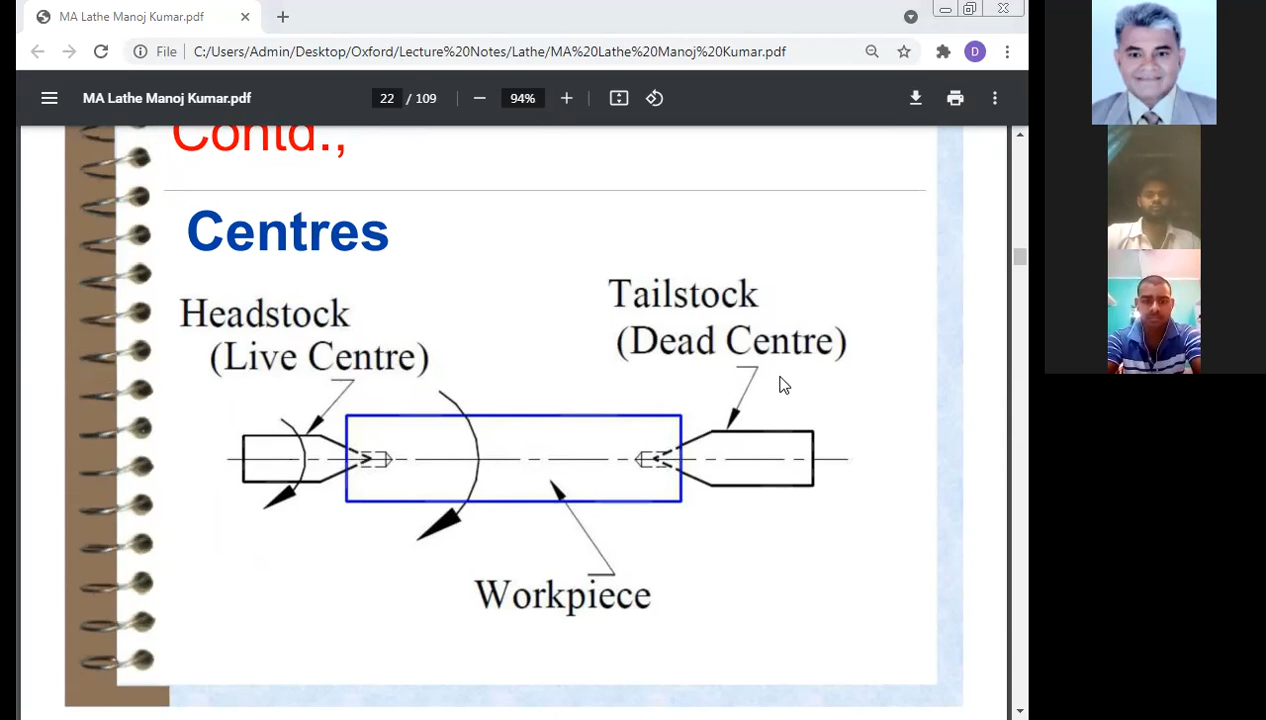 MA Lathe Manoj Kumar.pdf
File C:/Users/Admin/Desktop/Oxford/Lecture%20Notes/Lathe/MA%20Lathe%20Manoj%20Kumar.pdf
D
MA Lathe Manoj Kumar.pdf
22 / 109
94%
Contd.,
Centres
Headstock
(Live Centre)
Tailstock
(Dead Centre)
Workpiece